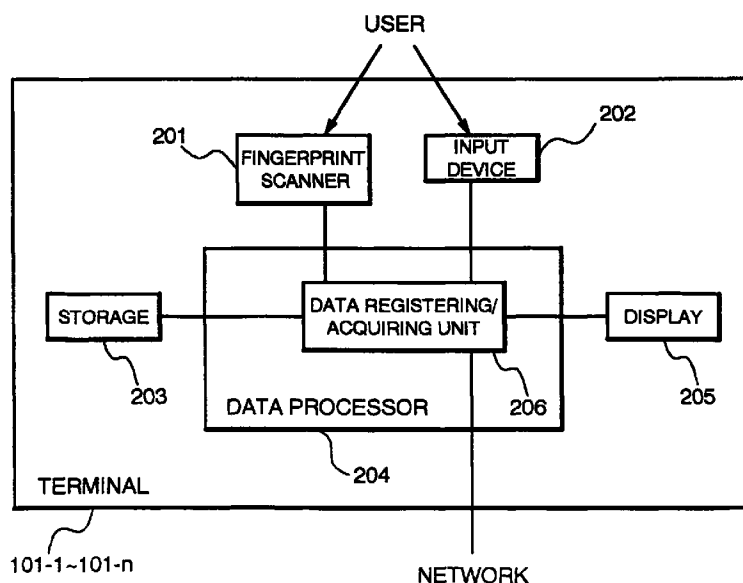 USER
201
FINGERPRINT
SCANNER
INPUT
DEVICE
202
STORAGE
203
DATA REGISTERING/
ACQUIRING UNIT
206
DISPLAY
205
DATA PROCESSOR
204
TERMINAL
101-1~101-n
NETWORK